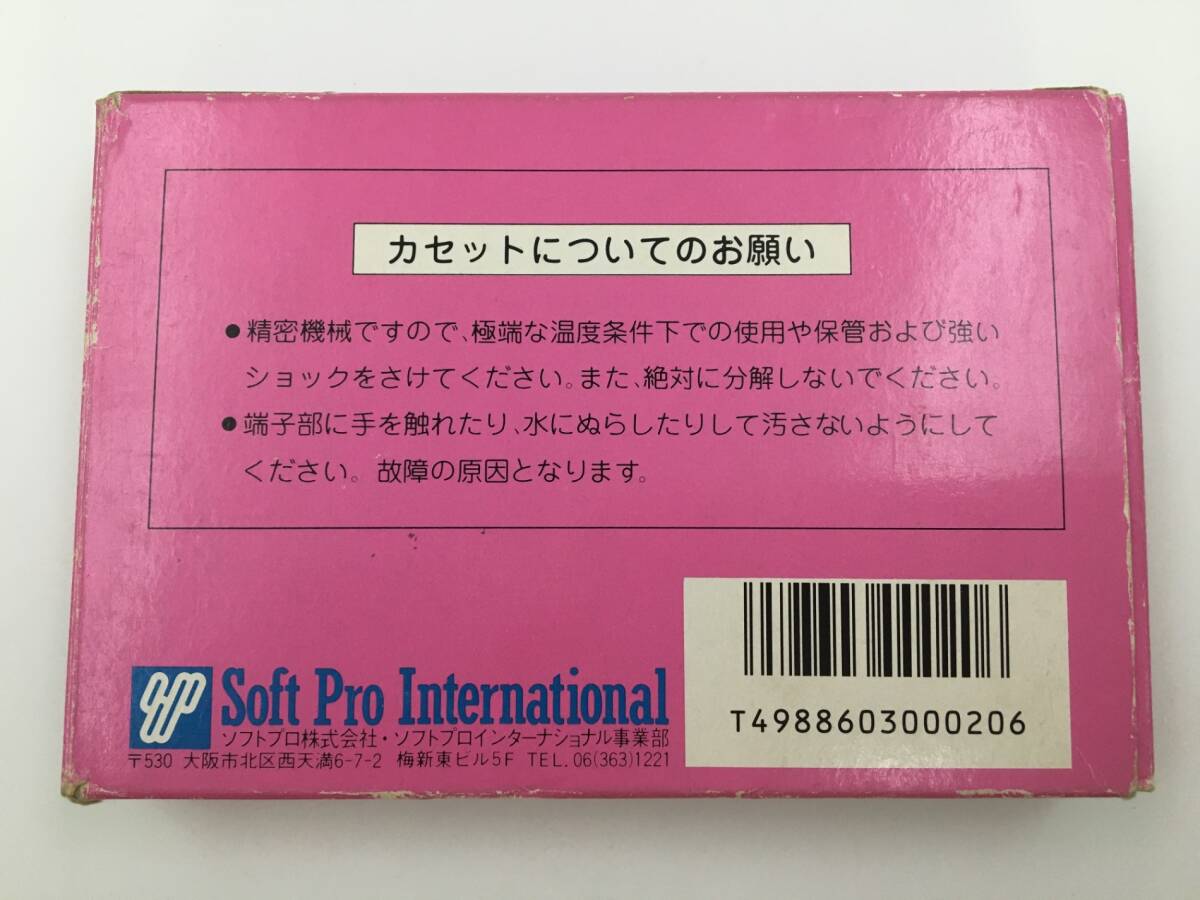 カセットについてのお願い
●精密機械ですので、極端な温度条件下での使用や保管および強い
ショックをさけてください。また、絶対に分解しないでください。
●端子部に手を触れたり、水にぬらしたりして汚さないようにして
ください。故障の原因となります。
Soft Pro International
ソフトプロ株式会社・ソフトプロインターナショナル事業部
〒530 大阪市北区西天満6-7-2 梅新東ビル5F TEL.06(363)1221
T4988603000206